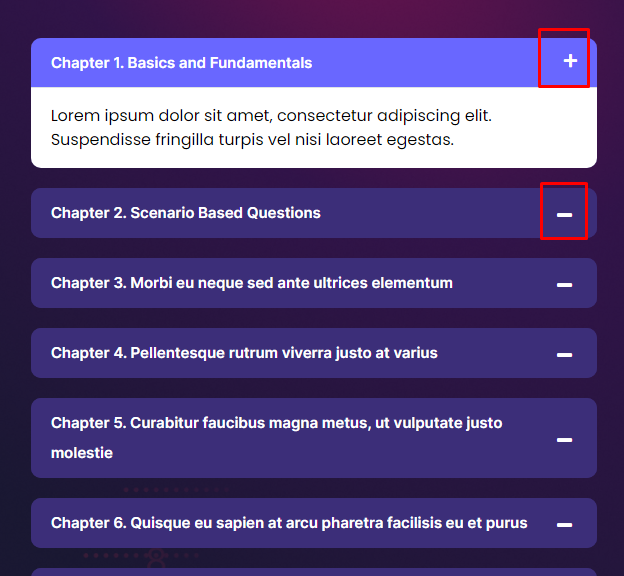 Chapter 1. Basics and Fundamentals
Lorem ipsum dolor sit amet, consectetur adipiscing elit.
Suspendisse fringilla turpis vel nisi laoreet egestas.
Chapter 2. Scenario Based Questions
Chapter 3. Morbi eu neque sed ante ultrices elementum
Chapter 4. Pellentesque rutrum viverra justo at varius
Chapter 5. Curabitur faucibus magna metus, ut vulputate justo
molestie
Chapter 6. Quisque eu sapien at arcu pharetra facilisis eu et purus